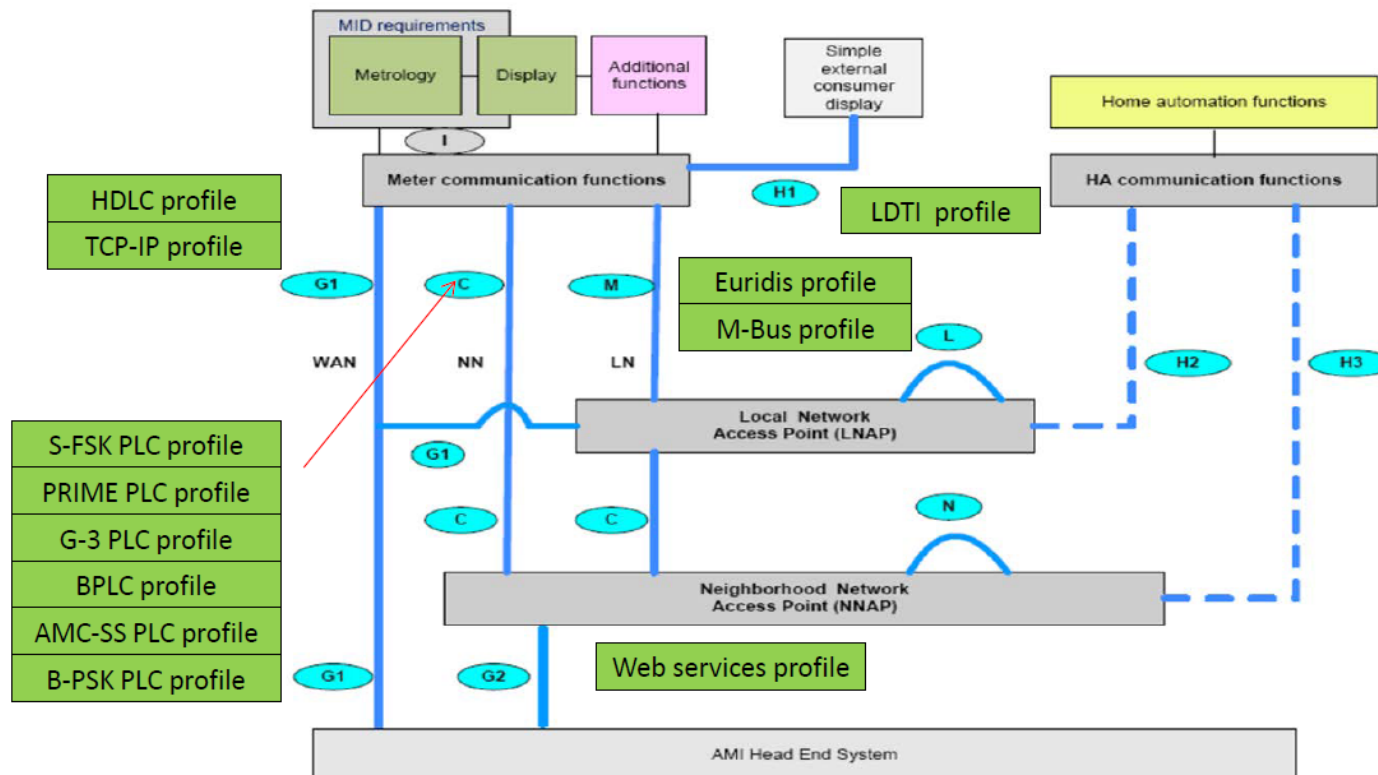 MID requirements
Metrology
Display
Additional
functions
Simple
external
consumer
display
Home automation functions
I
Meter communication functions
H1
HA communication functions
HDLC profile
TCP-IP profile
LDTI profile
G1
C
M
Euridis profile
M-Bus profile
L
WAN
NN
LN
H2
H3
Local Network
Access Point (LNAP)
G1
S-FSK PLC profile
PRIME PLC profile
G-3 PLC profile
BPLC profile
AMC-SS PLC profile
B-PSK PLC profile
C
C
N
Neighborhood Network
Access Point (NNAP)
G1
G2
Web services profile
AMI Head End System